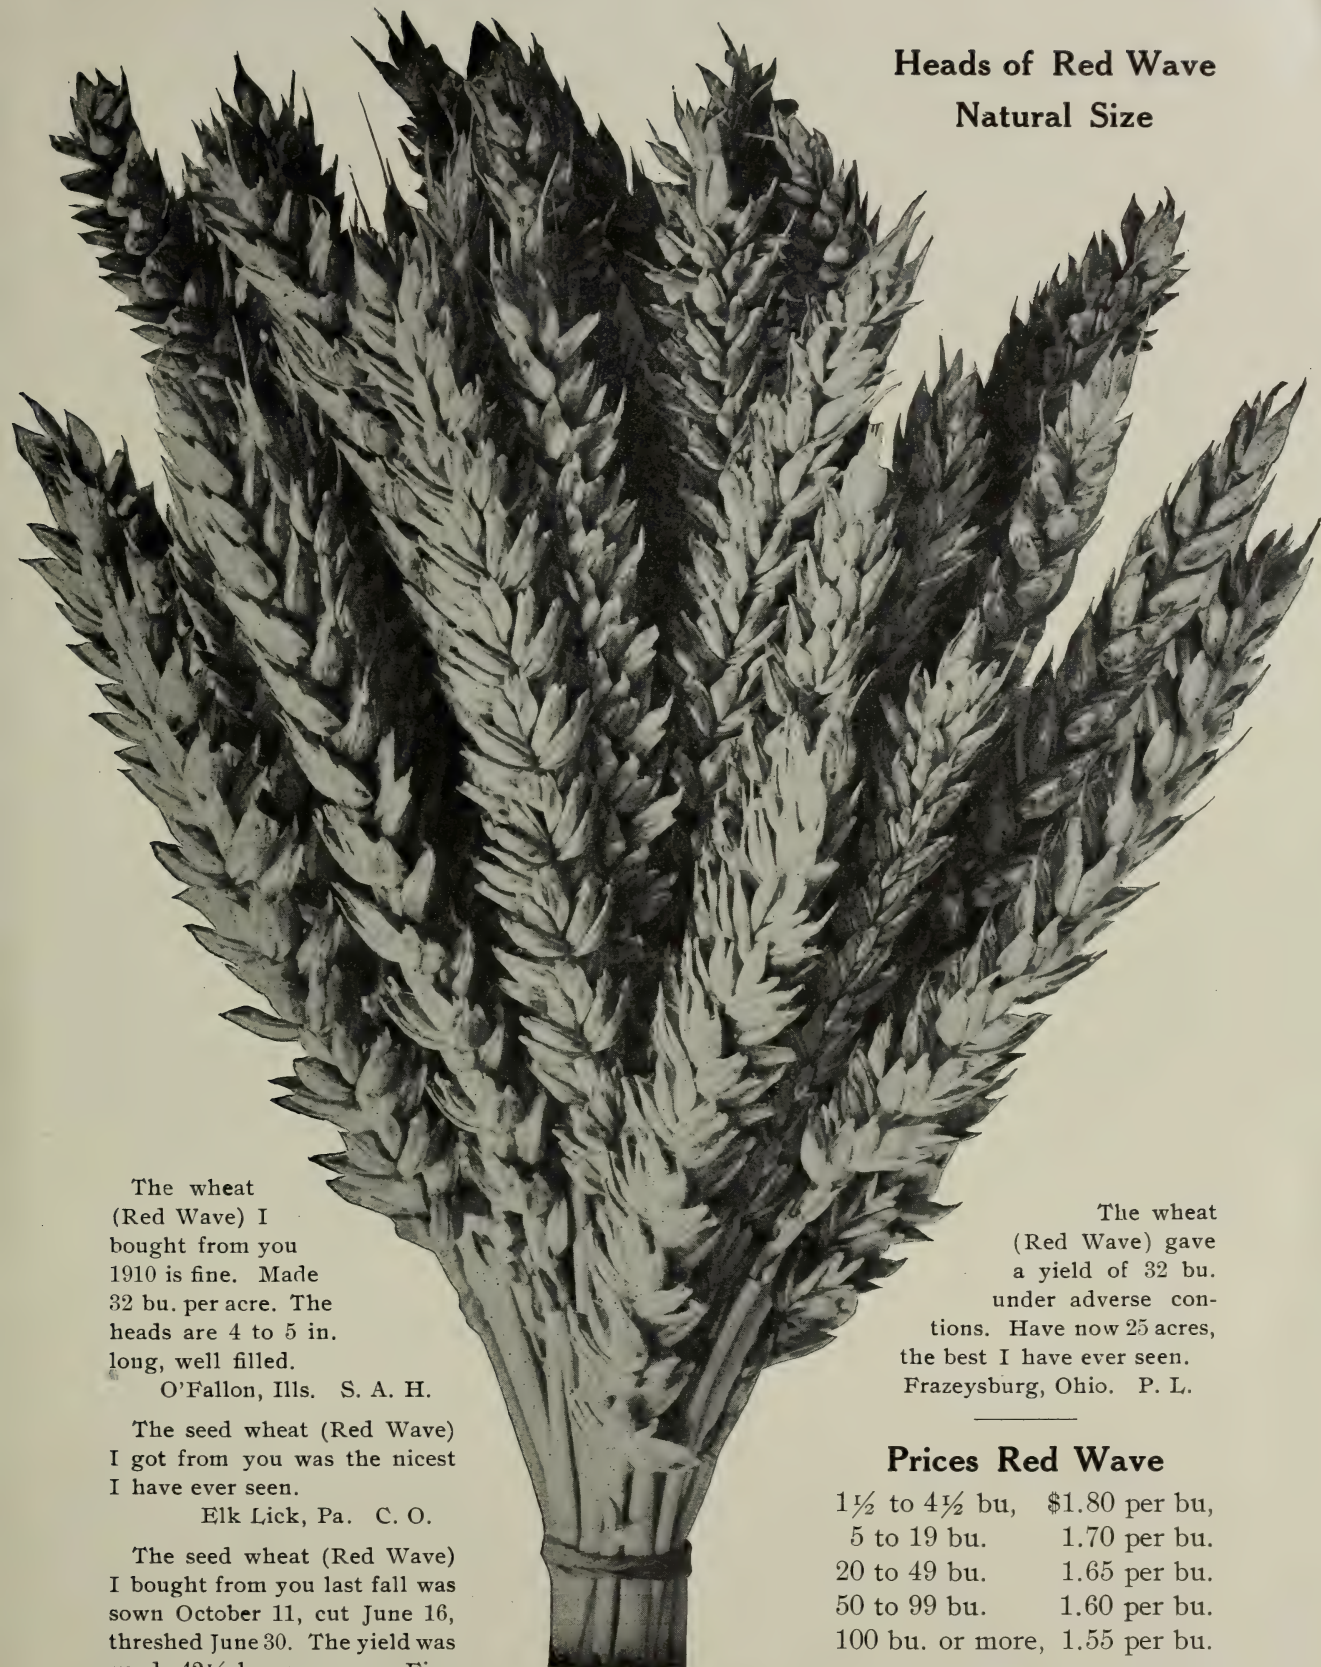 Heads of Red Wave
Natural Size
The wheat
(Red Wave) I
bought from you
1910 is fine. Made
32 bu. per acre. The
heads are 4 to 5 in.
long, well filled.
O'Fallon, Ills. S. A. H.
The seed wheat (Red Wave)
I got from you was the nicest
I have ever seen.
Elk Lick, Pa. C. O.
The seed wheat (Red Wave)
I bought from you last fall was
sown October 11, cut June 16,
threshed June 30. The yield was
The wheat
(Red Wave) gave
a yield of 32 bu.
under adverse con-
tions. Have now 25 acres,
the best I have ever seen.
Frazeysburg, Ohio. P. L.
Prices Red Wave
1½ to 4½ bu, $1.80 per bu,
5 to 19 bu. 1.70 per bu.
20 to 49 bu. 1.65 per bu.
50 to 99 bu. 1.60 per bu.
100 bu. or more, 1.55 per bu.